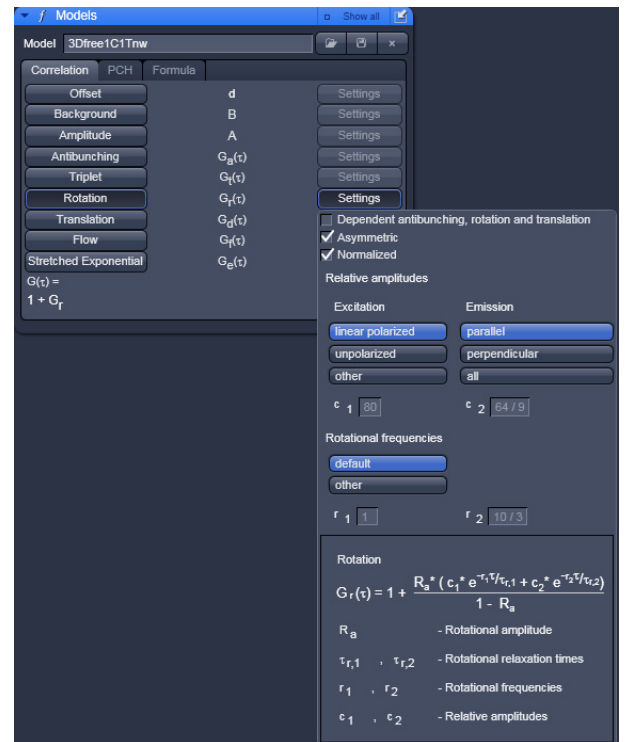 f Models Show all
Model 3Dfree1C1Tnw ×
Correlation PCH Formula
Offset d Settings
Background B Settings
Amplitude A Settings
Antibunching Ga(τ) Settings
Triplet Gt(τ) Settings
Rotation Gr(τ) Settings
Translation Gd(τ)
Flow Gf(τ)
Stretched Exponential Ge(τ)
G(τ) =
1 + Gr
Dependent antibunching, rotation and translation
Asymmetric
Normalized
Relative amplitudes
Excitation Emission
linear polarized parallel
unpolarized perpendicular
other all
c 1 80 c 2 64 / 9
Rotational frequencies
default
other
r 1 1 r 2 10 / 3
Rotation
Gr(τ) = 1 + Ra* ( c1* e-r1τ/τr,1 + c2* e-r2τ/τr,2)
1 - Ra
Ra - Rotational amplitude
τr,1 , τr,2 - Rotational relaxation times
r1 , r2 - Rotational frequencies
c1 , c2 - Relative amplitudes